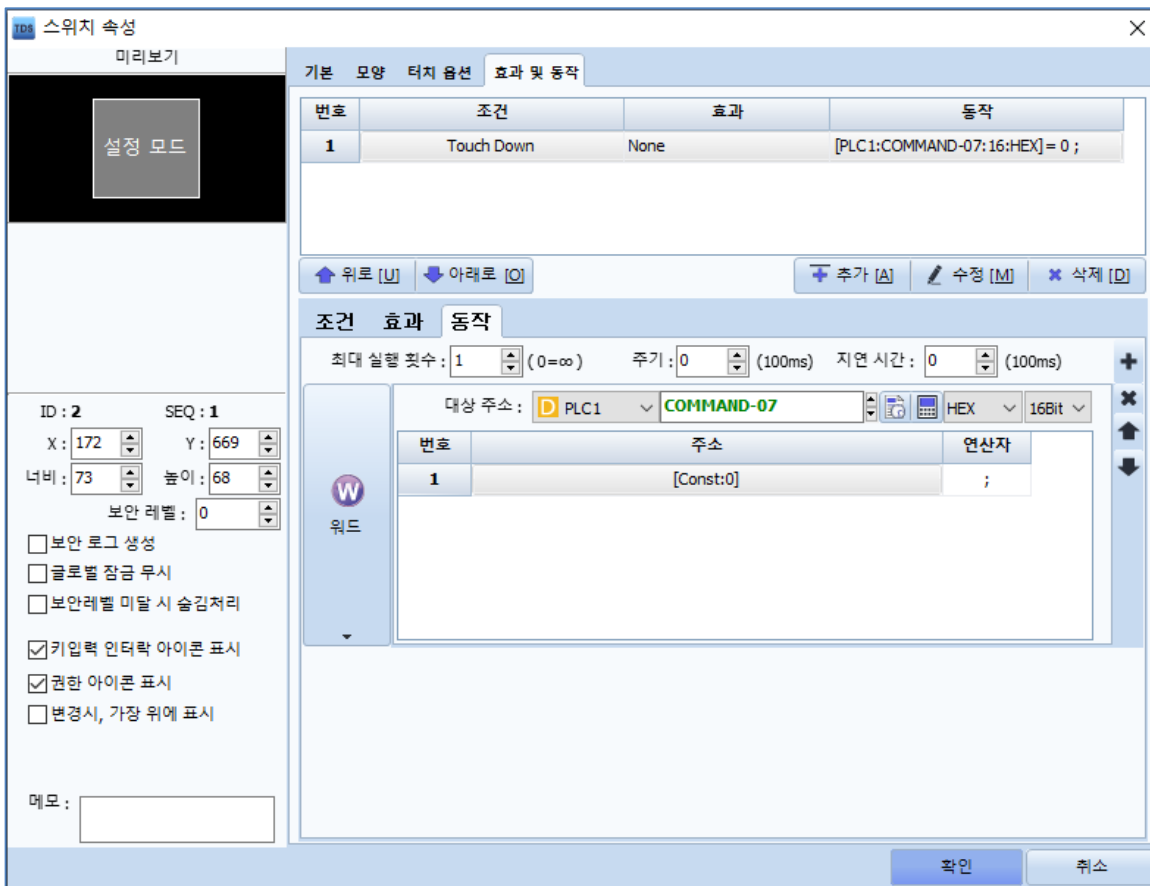 TDS 스위치 속성
미리보기
설정 모드
기본 모양 터치 옵션 효과 및 동작
번호 조건 효과 동작
1 Touch Down None [PLC1:COMMAND-07:16:HEX]= 0 ;
위로 [U] 아래로 [O] 추가 [A] 수정 [M] 삭제 [D]
조건 효과 동작
최대 실행 횟수 : 1 ( 0=∞ ) 주기 : 0 (100ms) 지연 시간 : 0 (100ms)
대상 주소 : D PLC1 COMMAND-07 HEX 16Bit
번호 주소 연산자
1 [Const:0] ;
W
워드
ID : 2 SEQ : 1
X : 172 Y : 669
너비 : 73 높이 : 68
보안 레벨 : 0
보안 로그 생성
글로벌 잠금 무시
보안레벨 미달 시 숨김처리
키입력 인터락 아이콘 표시
권한 아이콘 표시
변경시, 가장 위에 표시
메모 :
확인 취소